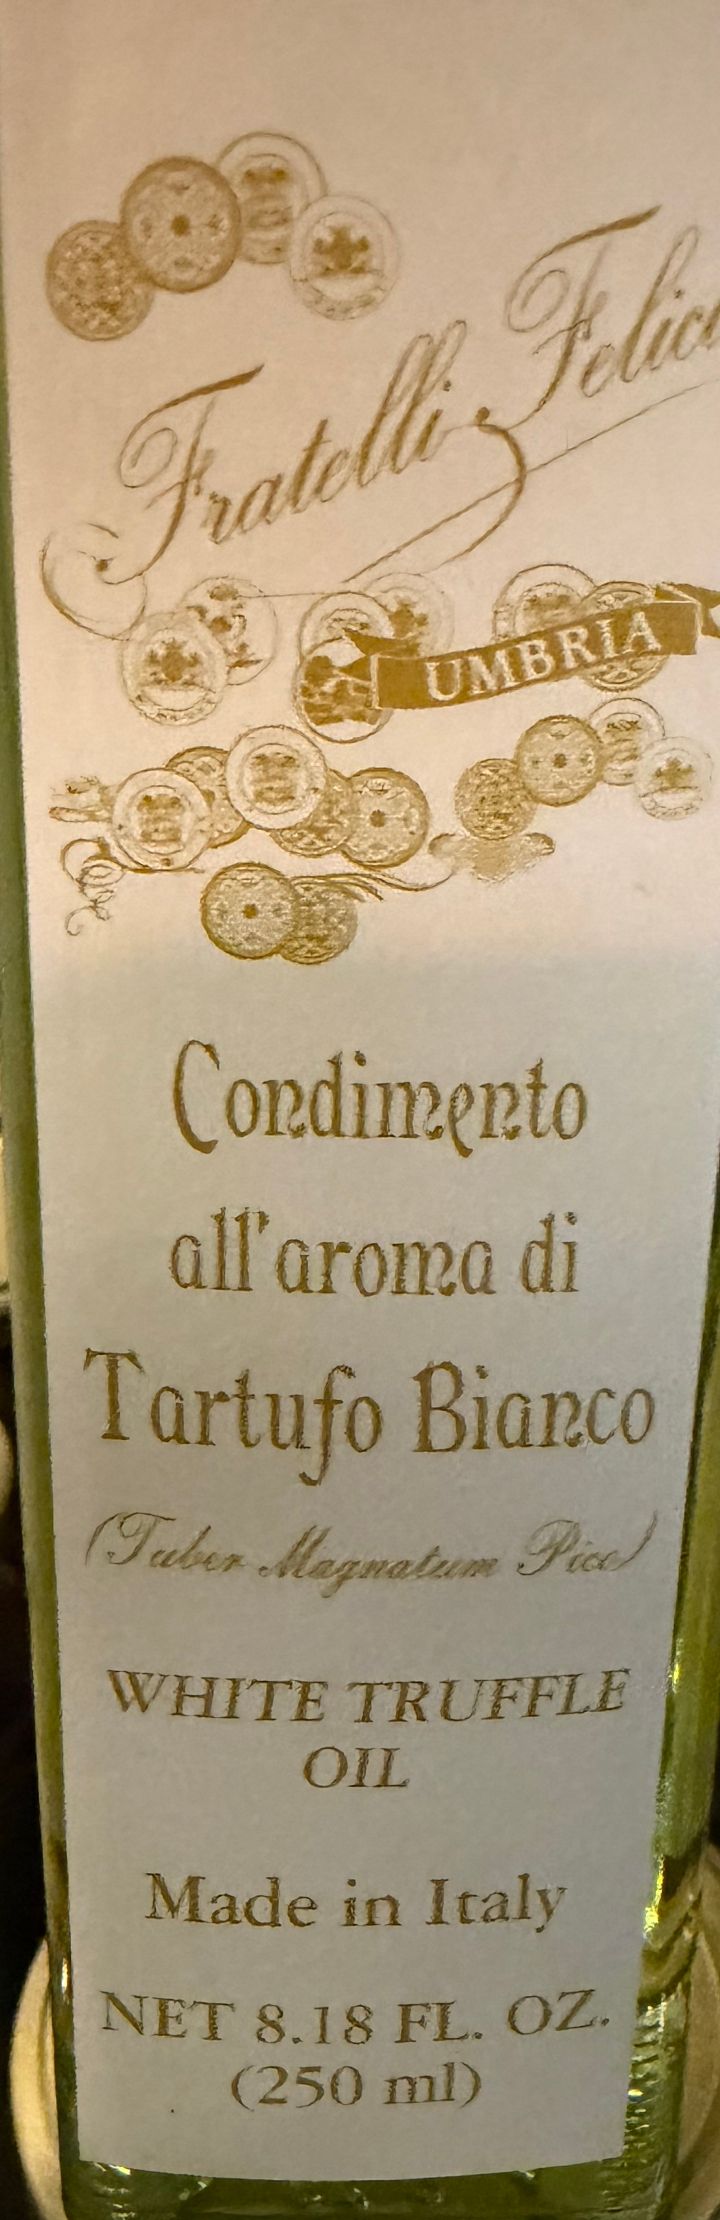 Fratelli Felici
UMBRIA
Condimento
all'aroma di
Tartufo Bianco
(Tuber Magnatum Pico)
WHITE TRUFFLE
OIL
Made in Italy
NET 8.18 FL. OZ.
(250 ml)